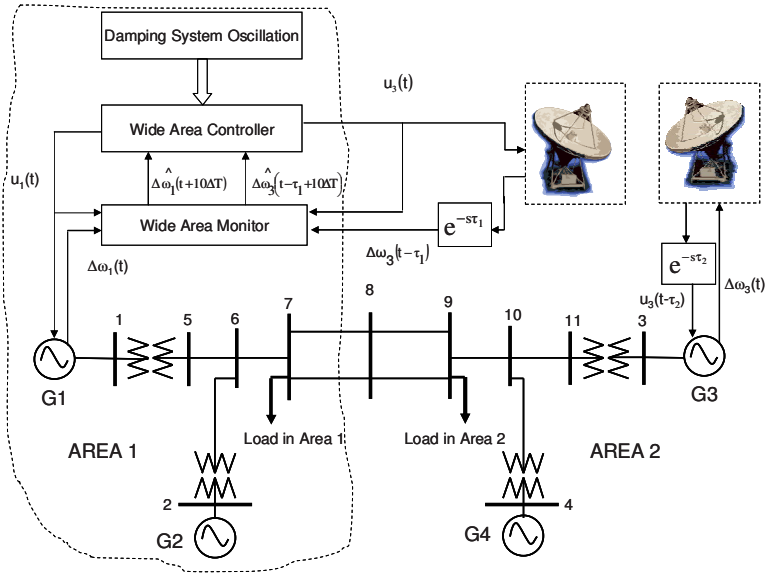 Damping System Oscillation
u₃(t)
Wide Area Controller
u₁(t)
Δω̂₁(t+10ΔT)
Δω̂₃(t−τ₁+10ΔT)
Wide Area Monitor
e^{−sτ₁}
Δω₃(t−τ₁)
Δω₁(t)
e^{−sτ₂}
u₃(t-τ₂)
Δω₃(t)
1
5
6
7
8
9
10
11
3
G1
G3
Load in Area 1
Load in Area 2
AREA 1
AREA 2
2
4
G2
G4